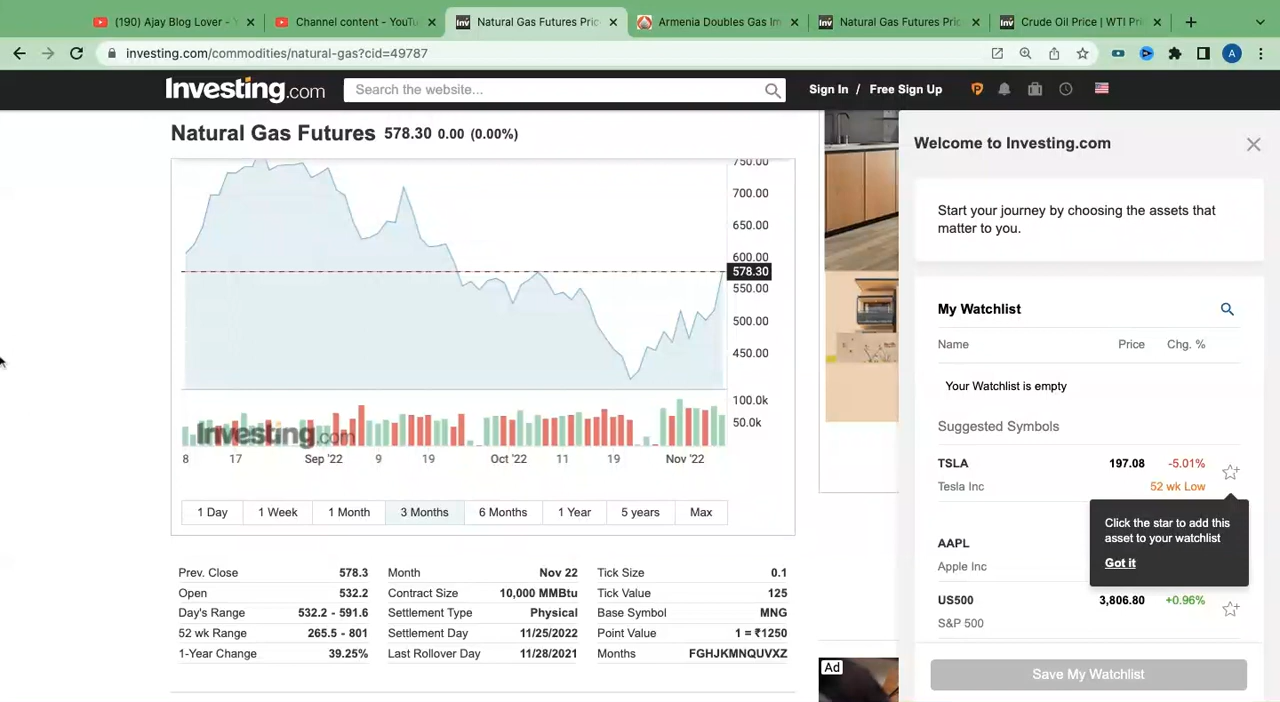 (190) Ajay Blog Lover - Y
Channel content - YouTu
Natural Gas Futures Pric
Armenia Doubles Gas Im
Natural Gas Futures Pric
Crude Oil Price | WTI Pri
investing.com/commodities/natural-gas?cid=49787
A
Investing.com
Search the website...
Sign In / Free Sign Up
Natural Gas Futures 578.30 0.00 (0.00%)
750.00
700.00
650.00
600.00
578.30
550.00
500.00
450.00
100.0k
50.0k
Investing.com
8 17 Sep '22 9 19 Oct '22 11 19 Nov '22
1 Day 1 Week 1 Month 3 Months 6 Months 1 Year 5 years Max
Prev. Close 578.3 Month Nov 22 Tick Size 0.1
Open 532.2 Contract Size 10,000 MMBtu Tick Value 125
Day's Range 532.2 - 591.6 Settlement Type Physical Base Symbol MNG
52 wk Range 265.5 - 801 Settlement Day 11/25/2022 Point Value 1 = ₹1250
1-Year Change 39.25% Last Rollover Day 11/28/2021 Months FGHJKMNQUVXZ
Ad
Welcome to Investing.com
Start your journey by choosing the assets that
matter to you.
My Watchlist
Name Price Chg. %
Your Watchlist is empty
Suggested Symbols
TSLA 197.08 -5.01%
Tesla Inc 52 wk Low
Click the star to add this
asset to your watchlist
Got it
AAPL
Apple Inc
US500 3,806.80 +0.96%
S&P 500
Save My Watchlist